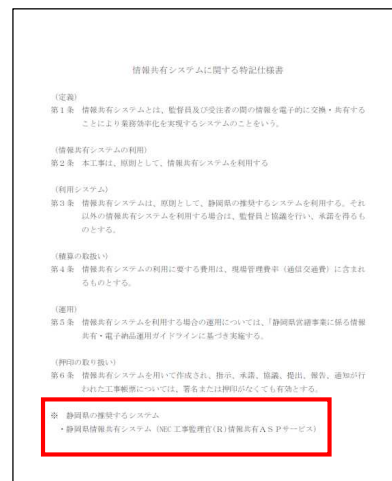 情報共有システムに関する特記仕様書
（定義）
第1条 情報共有システムとは、監督員及び受注者の間の情報を電子的に交換・共有する
ことにより業務効率化を実現するシステムのことをいう。
（情報共有システムの利用）
第2条 本工事は、原則として、情報共有システムを利用する
（利用システム）
第3条 情報共有システムは、原則として、静岡県の推奨するシステムを利用する。それ
以外の情報共有システムを利用する場合は、監督員と協議を行い、承諾を得るも
のとする。
（積算の取扱い）
第4条 情報共有システムの利用に要する費用は、現場管理費率（通信交通費）に含まれ
るものとする。
（運用）
第5条 情報共有システムを利用する場合の運用については、「静岡県営繕事業に係る情報
共有・電子納品運用ガイドラインに基づき実施する。
（押印の取り扱い）
第6条 情報共有システムを用いて作成され、指示、承諾、協議、提出、報告、通知が行
われた工事帳票については、署名または押印がなくても有効とする。
※ 静岡県の推奨するシステム
・静岡県情報共有システム（NEC工事監理官(R)情報共有ＡＳＰサービス）